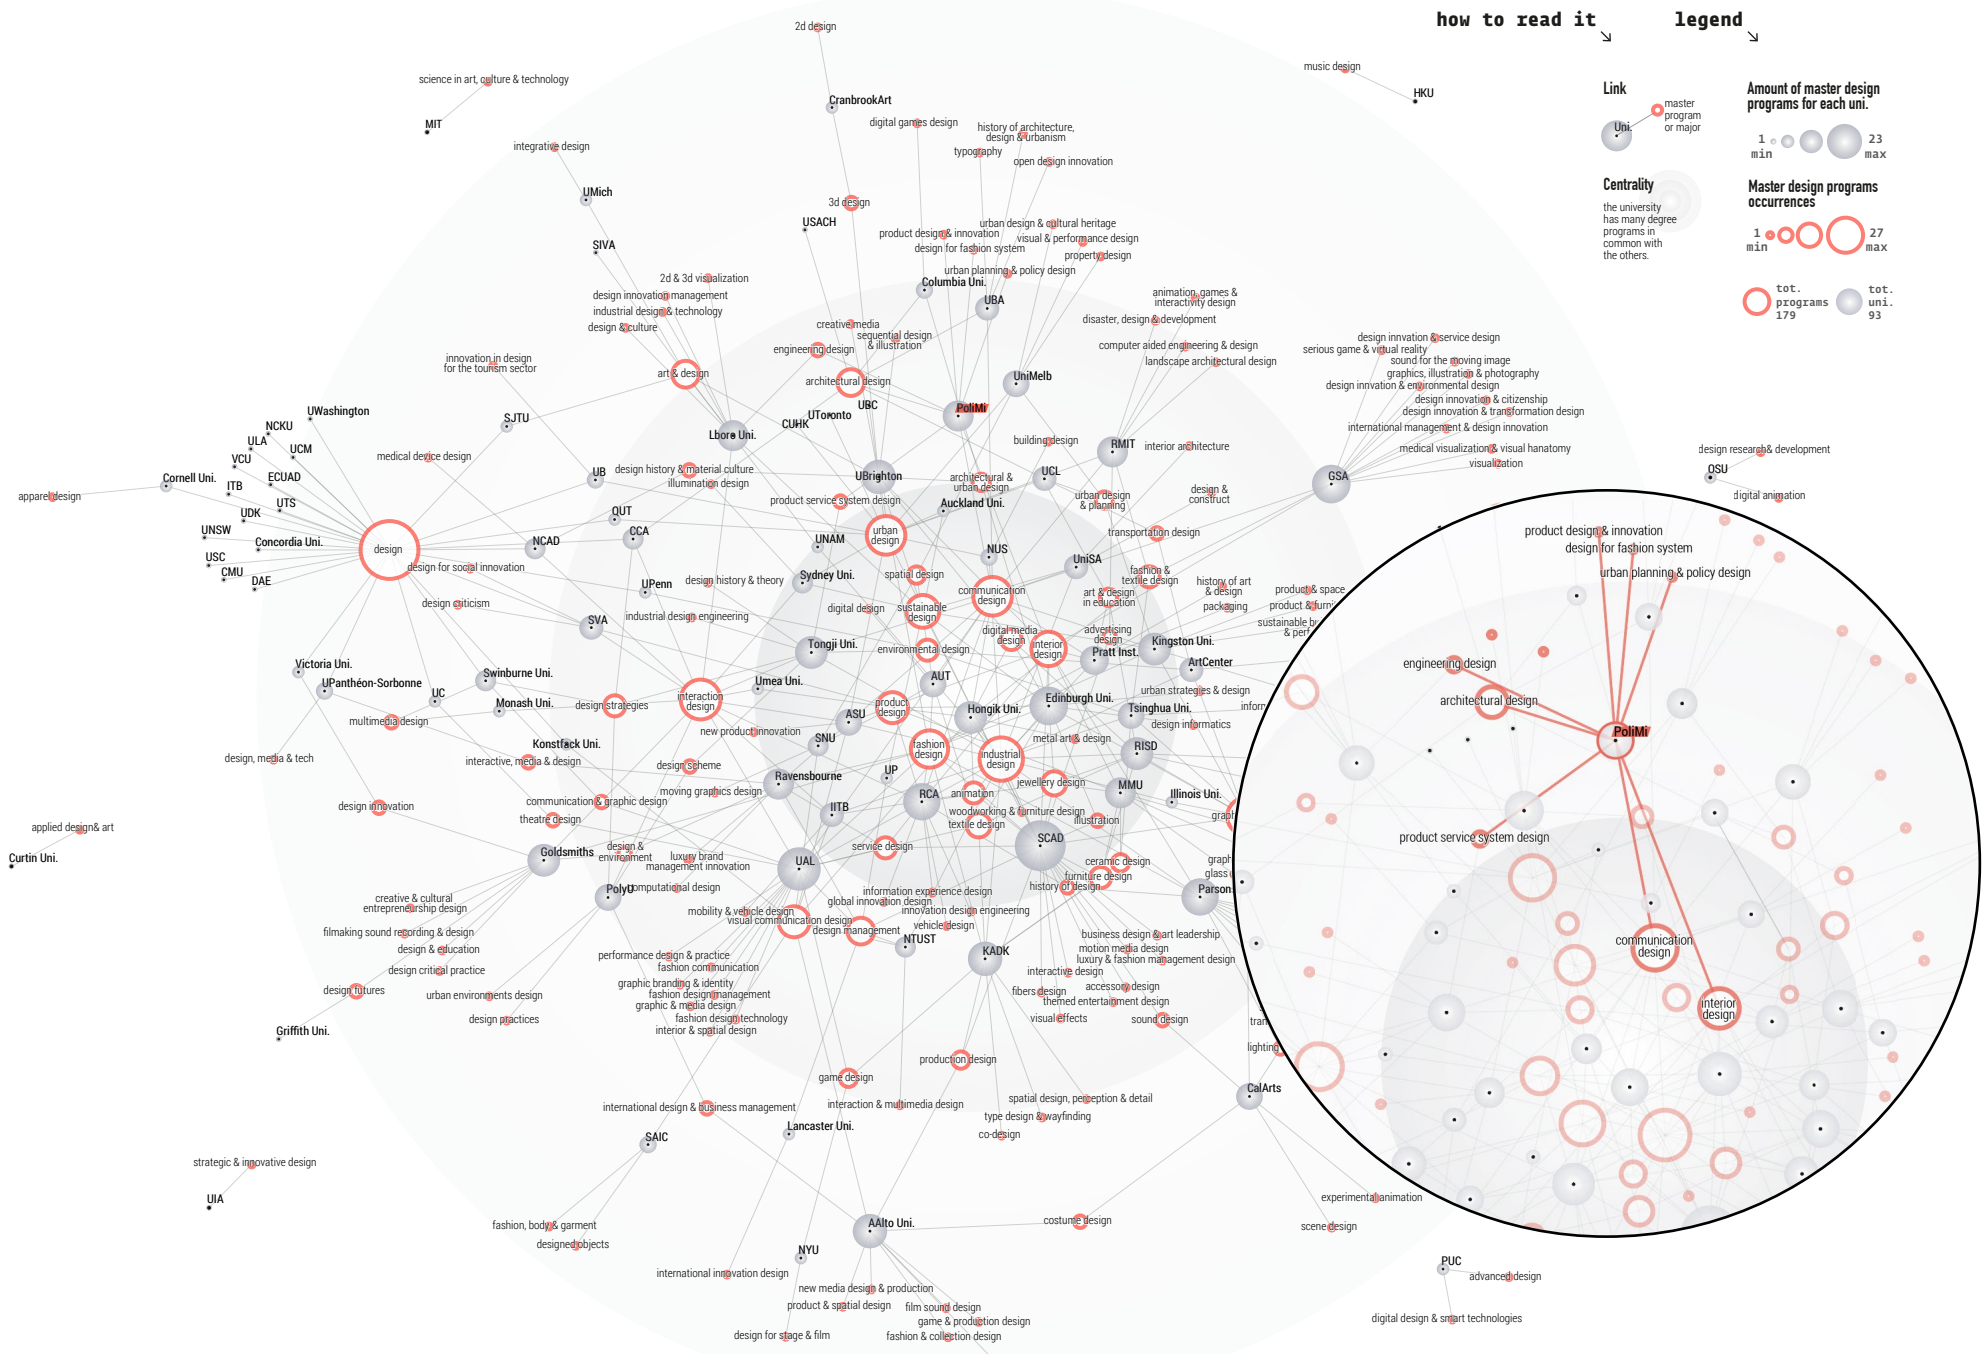 how to read it
legend
Link
Uni.
master
program
or major
Centrality
the university
has many degree
programs in
common with
the others.
Amount of master design
programs for each uni.
1
min
23
max
Master design programs
occurrences
1
min
27
max
tot.
programs
179
tot.
uni.
93
2d design
science in art, culture & technology
MIT
CranbrookArt
digital games design
history of architecture,
design & urbanism
typography
open design innovation
music design
HKU
integrative design
UMich
3d design
USACH
SIVA
urban design & cultural heritage
product design & innovation
visual & performance design
design for fashion system
property design
urban planning & policy design
Columbia Uni.
UBA
2d & 3d visualization
design innovation management
industrial design & technology
design & culture
creative media
sequential design
& illustration
engineering design
architectural design
animation, games &
interactivity design
disaster, design & development
computer aided engineering & design
landscape architectural design
design innvation & service design
serious game & virtual reality
sound for the moving image
graphics, illustration & photography
design innvation & environmental design
design innovation & citizenship
design innovation & transformation design
international management & design innovation
medical visualization & visual hanatomy
visualization
innovation in design
for the tourism sector
art & design
UniMelb
PoliMi
UBC
UToronto
CUHK
Lboro Uni.
building design
RMIT
interior architecture
UWashington
NCKU
ULA
UCM
VCU
ECUAD
ITB
UTS
UDK
UNSW
Concordia Uni.
USC
CMU
DAE
Cornell Uni.
apparel design
SJTU
medical device design
UB
design history & material culture
illumination design
UBrighton
product service system design
architectural &
urban design
UCL
urban design
& planning
design &
construct
GSA
design research& development
OSU
digital animation
Auckland Uni.
QUT
CCA
NCAD
design
urban
design
transportation design
design for social innovation
UNAM
NUS
UniSA
Sydney Uni.
UPenn
design history & theory
spatial design
communication
design
fashion &
textile design
art & design
in education
history of art
& design
packaging
product & space
design criticism
industrial design engineering
digital design
sustainable
design
SVA
digital media
design
advertising
design
interior
design
Kingston Uni.
Pratt Inst.
ArtCenter
Tongji Uni.
environmental design
Victoria Uni.
UPanthéon-Sorbonne
Swinburne Uni.
UC
Monash Uni.
multimedia design
design strategies
interaction
design
Umea Uni.
AUT
product
design
Hongik Uni.
Edinburgh Uni.
urban strategies & design
Tsinghua Uni.
design informatics
ASU
SNU
new product innovation
metal art & design
RISD
Konstfack Uni.
interactive, media & design
design, media & tech
fashion
design
industrial
design
design scheme
UP
Ravensbourne
jewellery design
MMU
Illinois Uni.
moving graphics design
communication & graphic design
design innovation
theatre design
IITB
RCA
animation
woodworking & furniture design
textile design
illustration
applied design& art
Curtin Uni.
Goldsmiths
design &
environment
luxury brand
management innovation
UAL
service design
SCAD
ceramic design
furniture design
history of design
PolyU
computational design
information experience design
global innovation design
innovation design engineering
mobility & vehicle design
visual communication design
design management
vehicle design
NTUST
KADK
creative & cultural
entrepreneurship design
filmaking sound recording & design
design & education
design critical practice
design futures
urban environments design
design practices
Griffith Uni.
performance design & practice
fashion communication
graphic branding & identity
fashion design management
graphic & media design
fashion design technology
interior & spatial design
business design & art leadership
motion media design
luxury & fashion management design
interactive design
accessory design
fibers design
themed entertainment design
visual effects
sound design
lighting
CalArts
production design
game design
international design & business management
interaction & multimedia design
spatial design, perception & detail
type design & wayfinding
co-design
Lancaster Uni.
SAIC
strategic & innovative design
UIA
fashion, body & garment
designed objects
AAlto Uni.
costume design
experimental animation
scene design
NYU
international innovation design
new media design & production
product & spatial design
film sound design
game & production design
design for stage & film
fashion & collection design
PUC
advanced design
digital design & smart technologies
product design & innovation
design for fashion system
urban planning & policy design
engineering design
architectural design
PoliMi
product service system design
communication
design
interior
design